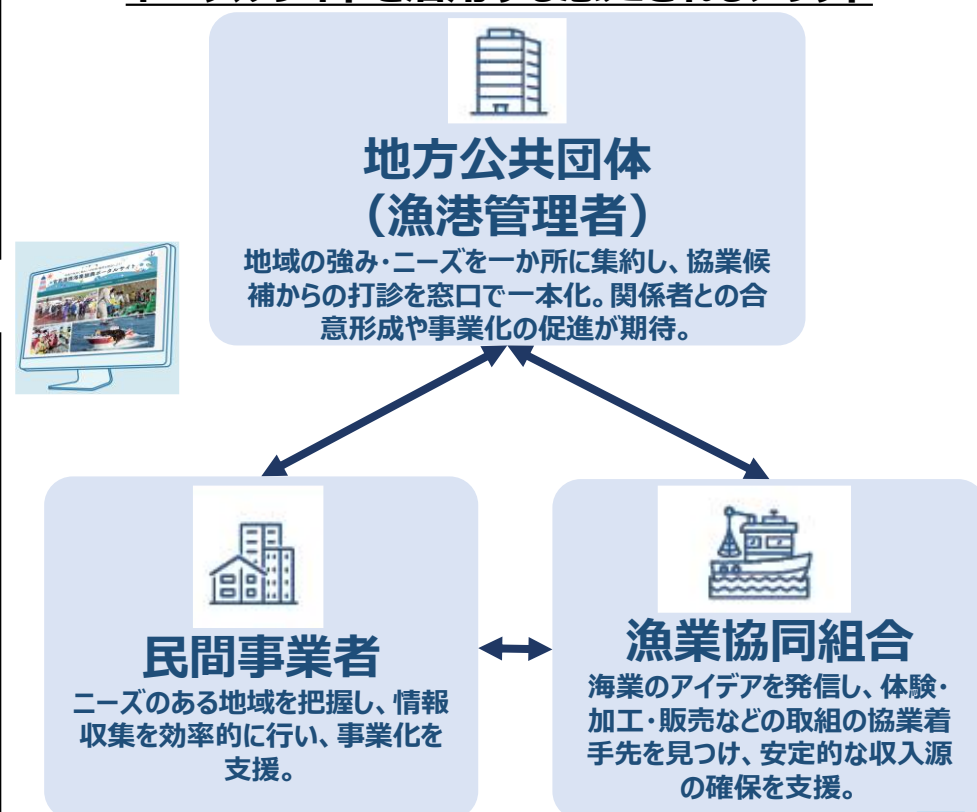 地方公共団体
（漁港管理者）
地域の強み・ニーズを一か所に集約し、協業候
補からの打診を窓口で一本化。関係者との合
意形成や事業化の促進が期待。
民間事業者
ニーズのある地域を把握し、情報
収集を効率的に行い、事業化を
支援。
漁業協同組合
海業のアイデアを発信し、体験・
加工・販売などの取組の協業着
手先を見つけ、安定的な収入源
の確保を支援。